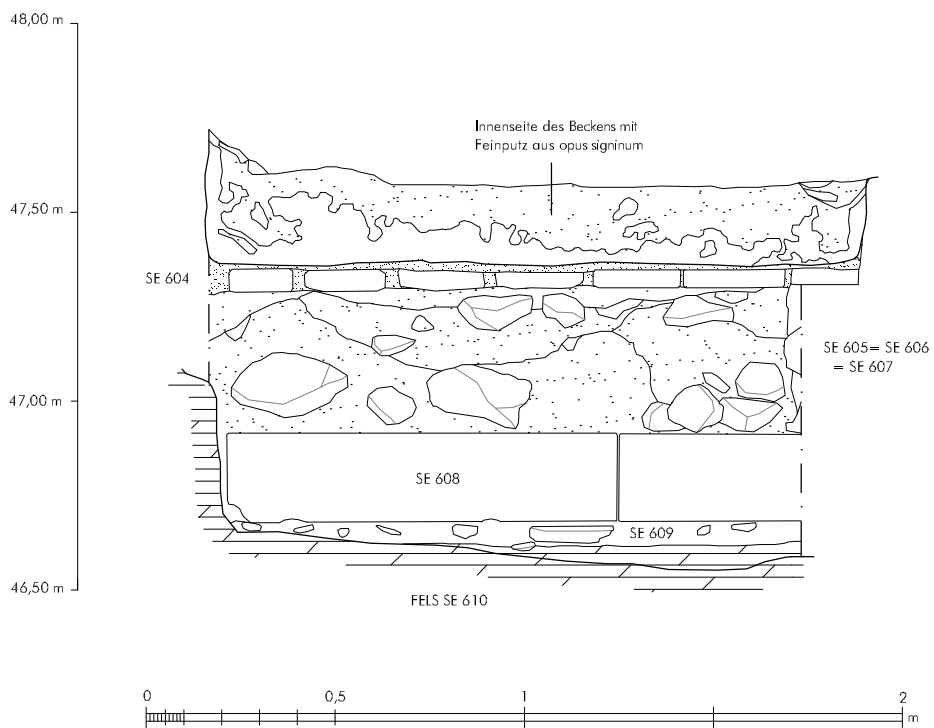 48,00 m
Innenseite des Beckens mit
Feinputz aus opus signinum
47,50 m
SE 604
SE 605= SE 606
= SE 607
47,00 m
SE 608
SE 609
46,50 m
FELS SE 610
0 0,5 1 2
m